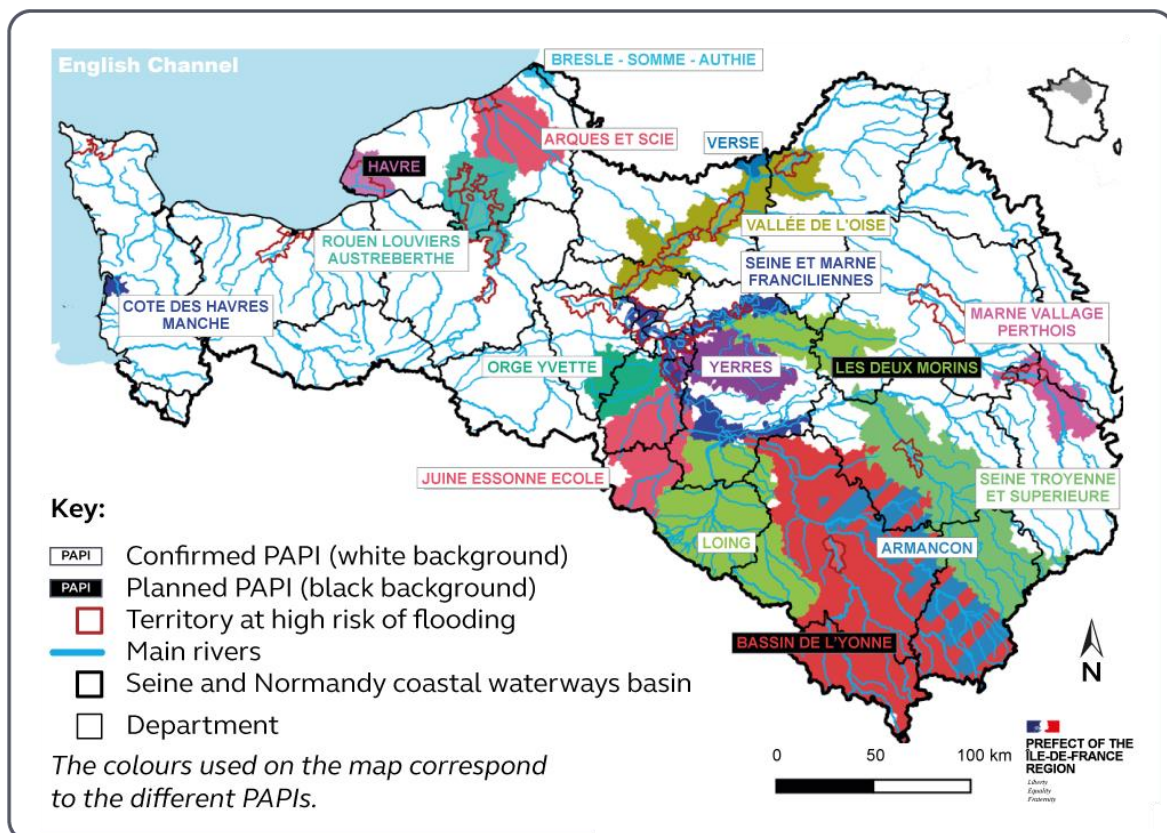 English Channel
BRESLE - SOMME - AUTHIE
ARQUES ET SCIE
VERSE
HAVRE
VALLÉE DE L'OISE
ROUEN LOUVIERS
AUSTREBERTHE
SEINE ET MARNE
FRANCILIENNES
COTE DES HAVRES
MANCHE
MARNE VALLAGE
PERTHOIS
ORGE YVETTE
YERRES
LES DEUX MORINS
JUINE ESSONNE ECOLE
SEINE TROYENNE
ET SUPERIEURE
LOING
ARMANCON
BASSIN DE L'YONNE
Key:
PAPI Confirmed PAPI (white background)
PAPI Planned PAPI (black background)
Territory at high risk of flooding
Main rivers
Seine and Normandy coastal waterways basin
Department
The colours used on the map correspond
to the different PAPIs.
N
0 50 100 km
PREFECT OF THE
ÎLE-DE-FRANCE
REGION
Liberty
Equality
Fraternity